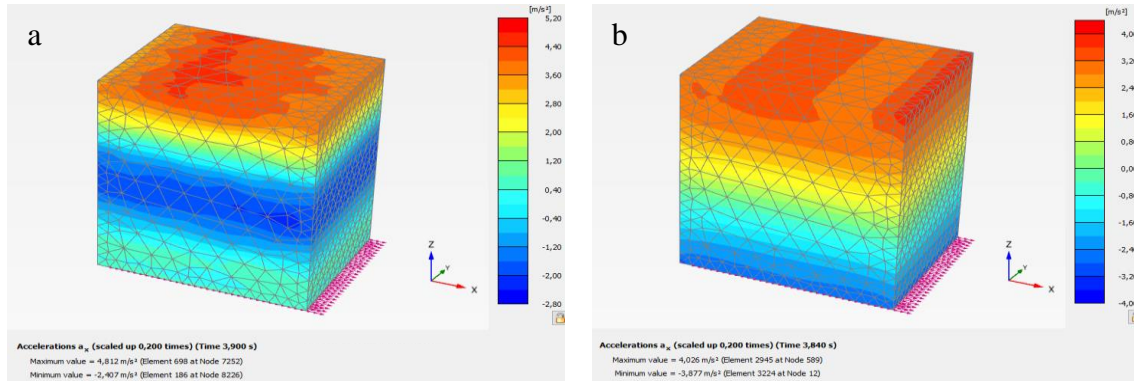 a
[m/s²]
5,20
4,40
3,60
2,80
2,00
1,20
0,40
-0,40
-1,20
-2,00
-2,80
Z
Y
X
Accelerations aₓ (scaled up 0,200 times) (Time 3,900 s)
Maximum value = 4,812 m/s² (Element 698 at Node 7252)
Minimum value = -2,407 m/s² (Element 186 at Node 8226)
b
[m/s²]
4,00
3,20
2,40
1,60
0,80
0,00
-0,80
-1,60
-2,40
-3,20
-4,00
Z
Y
X
Accelerations aₓ (scaled up 0,200 times) (Time 3,840 s)
Maximum value = 4,026 m/s² (Element 2945 at Node 589)
Minimum value = -3,877 m/s² (Element 3224 at Node 12)